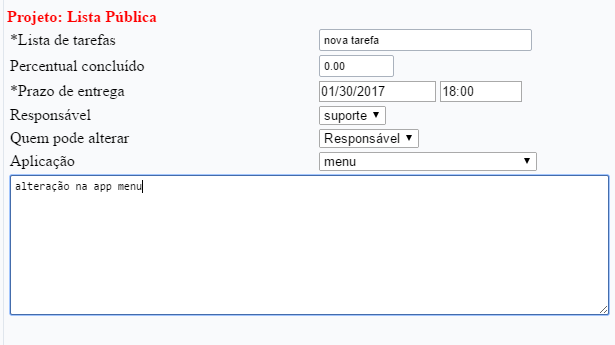 Projeto: Lista Pública
*Lista de tarefas nova tarefa
Percentual concluído 0.00
*Prazo de entrega 01/30/2017 18:00
Responsável suporte
Quem pode alterar Responsável
Aplicação menu
alteração na app menu